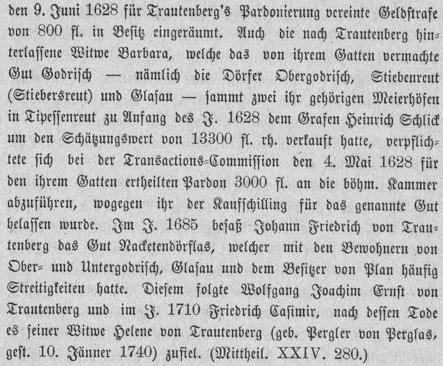 den 9. Juni 1628 für Trautenberg's Pardonierung vereinte Geldstrafe
von 800 fl. in Besitz eingeräumt. Auch die nach Trautenberg hin-
terlassene Witwe Barbara, welche das von ihrem Gatten vermachte
Gut Godrisch — nämlich die Dörfer Obergodrisch, Stiebenreut
(Stiebersreut) und Glasau — sammt zwei ihr gehörigen Meierhöfen
in Tipessenreut zu Anfang des J. 1628 dem Grafen Heinrich Schlick
um den Schätzungswert von 13300 fl. rh. verkauft hatte, verpflich-
tete sich bei der Transactions-Commission den 4. Mai 1628 für
den ihrem Gatten ertheilten Pardon 3000 fl. an die böhm. Kammer
abzuführen, wogegen ihr der Kaufschilling für das genannte Gut
belassen wurde. Im J. 1685 besaß Johann Friedrich von Trau-
tenberg das Gut Nacketendörflas, welcher mit den Bewohnern von
Ober- und Untergodrisch, Glasau und dem Besitzer von Plan häufig
Streitigkeiten hatte. Diesem folgte Wolfgang Joachim Ernst von
Trautenberg und im J. 1710 Friedrich Casimir, nach dessen Tode
es seiner Witwe Helene von Trautenberg (geb. Pergler von Perglas,
gest. 10. Jänner 1740) zufiel. (Mittheil. XXIV. 280.)